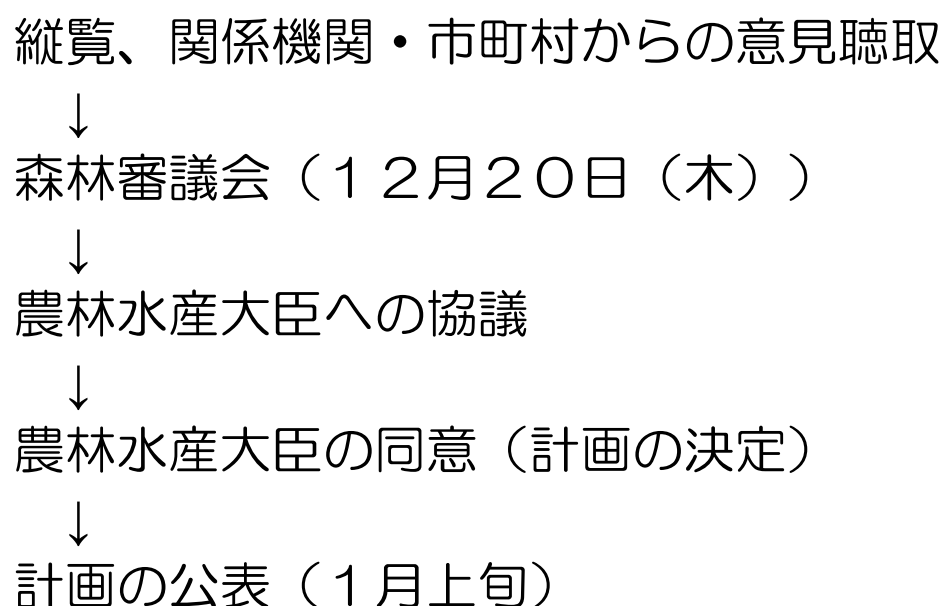 縦覧、関係機関・市町村からの意見聴取
↓
森林審議会（１２月２０日（木））
↓
農林水産大臣への協議
↓
農林水産大臣の同意（計画の決定）
↓
計画の公表（１月上旬）